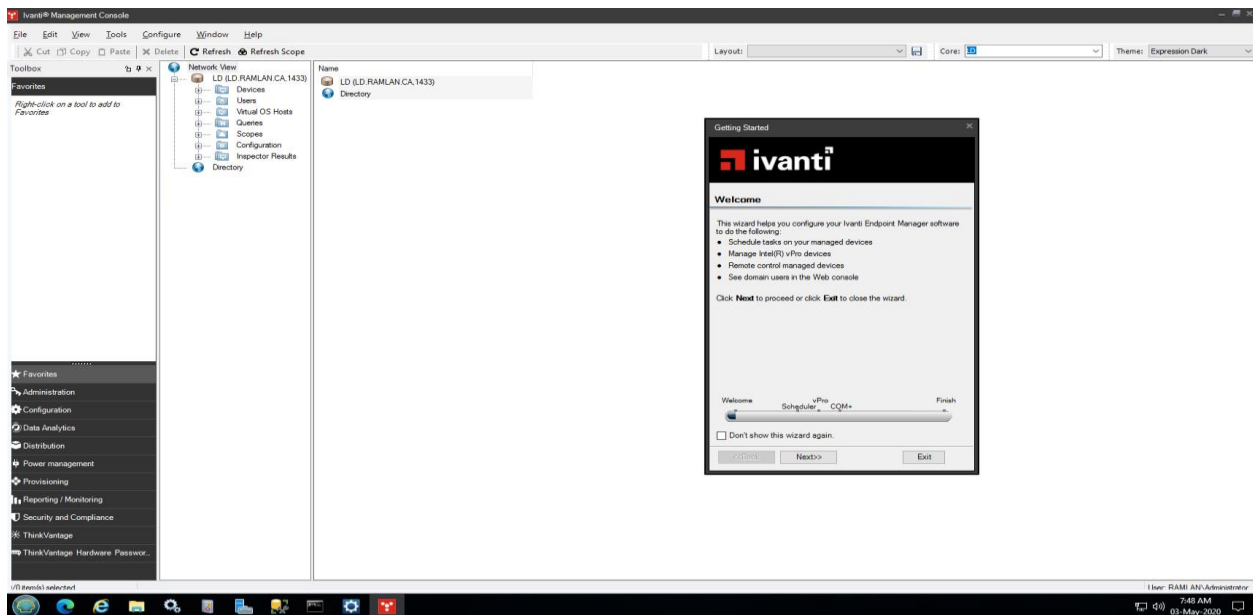 Ivanti® Management Console
File Edit View Tools Configure Window Help
Cut Copy Paste Delete Refresh Refresh Scope Layout: Core: LD Theme: Expression Dark
Toolbox
Favorites
Right-click on a tool to add to
Favorites
Favorites
Administration
Configuration
Data Analytics
Distribution
Power management
Provisioning
Reporting / Monitoring
Security and Compliance
ThinkVantage
ThinkVantage Hardware Passwor...
Network View
LD (LD.RAMLAN.CA,1433)
Devices
Users
Virtual OS Hosts
Queries
Scopes
Configuration
Inspector Results
Directory
Name
LD (LD.RAMLAN.CA,1433)
Directory
Getting Started
ivanti
Welcome
This wizard helps you configure your Ivanti Endpoint Manager software
to do the following:
• Schedule tasks on your managed devices
• Manage Intel(R) vPro devices
• Remote control managed devices
• See domain users in the Web console
Click Next to proceed or click Exit to close the wizard.
Welcome Scheduler vPro COM+ Finish
Don't show this wizard again.
<<Back Next>> Exit
/0 item(s) selected User: RAMLAN\Administrator
7:48 AM
03-May-2020